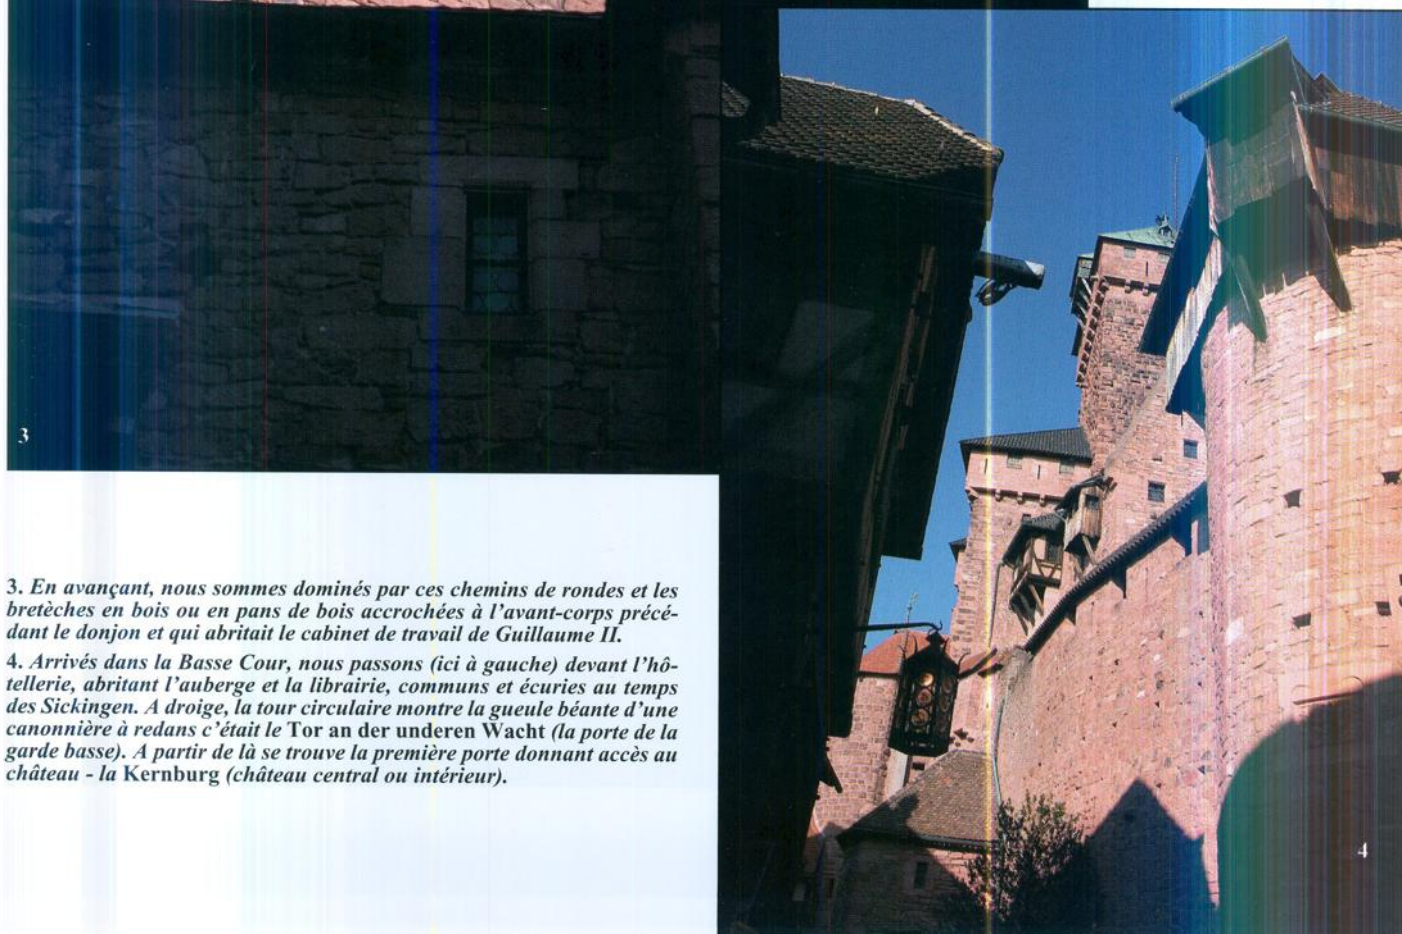 3
3. En avançant, nous sommes dominés par ces chemins de rondes et les
bretèches en bois ou en pans de bois accrochées à l'avant-corps précé-
dant le donjon et qui abritait le cabinet de travail de Guillaume II.
4. Arrivés dans la Basse Cour, nous passons (ici à gauche) devant l'hô-
tellerie, abritant l'auberge et la librairie, communs et écuries au temps
des Sickingen. A droige, la tour circulaire montre la gueule béante d'une
canonnière à redans c'était le Tor an der underen Wacht (la porte de la
garde basse). A partir de là se trouve la première porte donnant accès au
château - la Kernburg (château central ou intérieur).
4